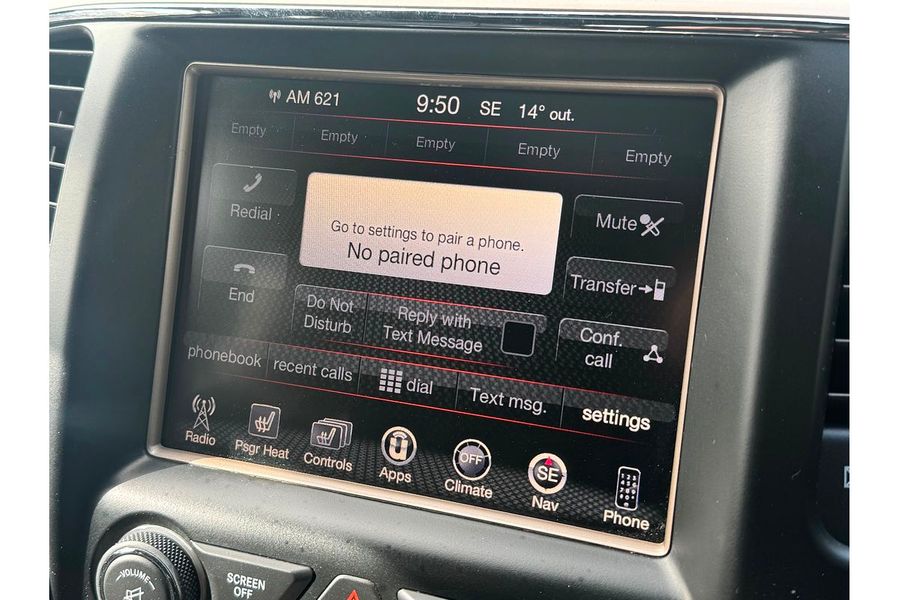 AM 621 9:50 SE 14° out.
Empty Empty Empty Empty Empty
Redial
Go to settings to pair a phone.
No paired phone
Mute
Transfer
End
Do Not
Disturb
Reply with
Text Message
Conf.
call
phonebook recent calls dial Text msg. settings
Radio Psgr Heat Controls Apps OFF Climate SE Nav Phone
VOLUME
SCREEN
OFF